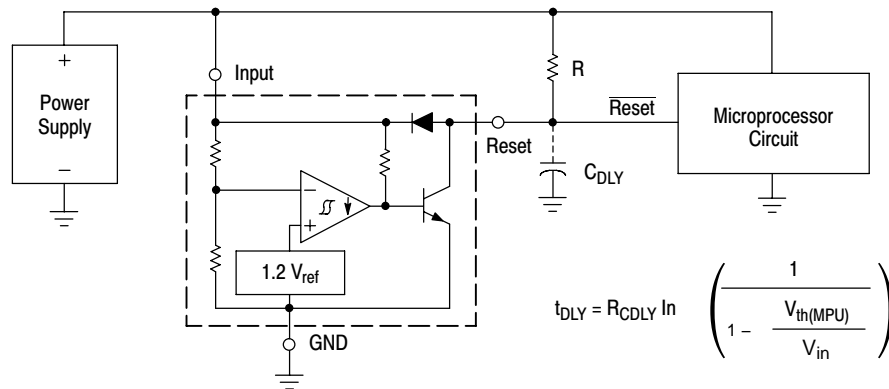 +
Power
Supply
−
Input
R
Reset
Reset
Microprocessor
Circuit
C_DLY
−
+
1.2 V_ref
GND
t_DLY = R_CDLY In ( 1 / ( 1 − V_th(MPU) / V_in ) )